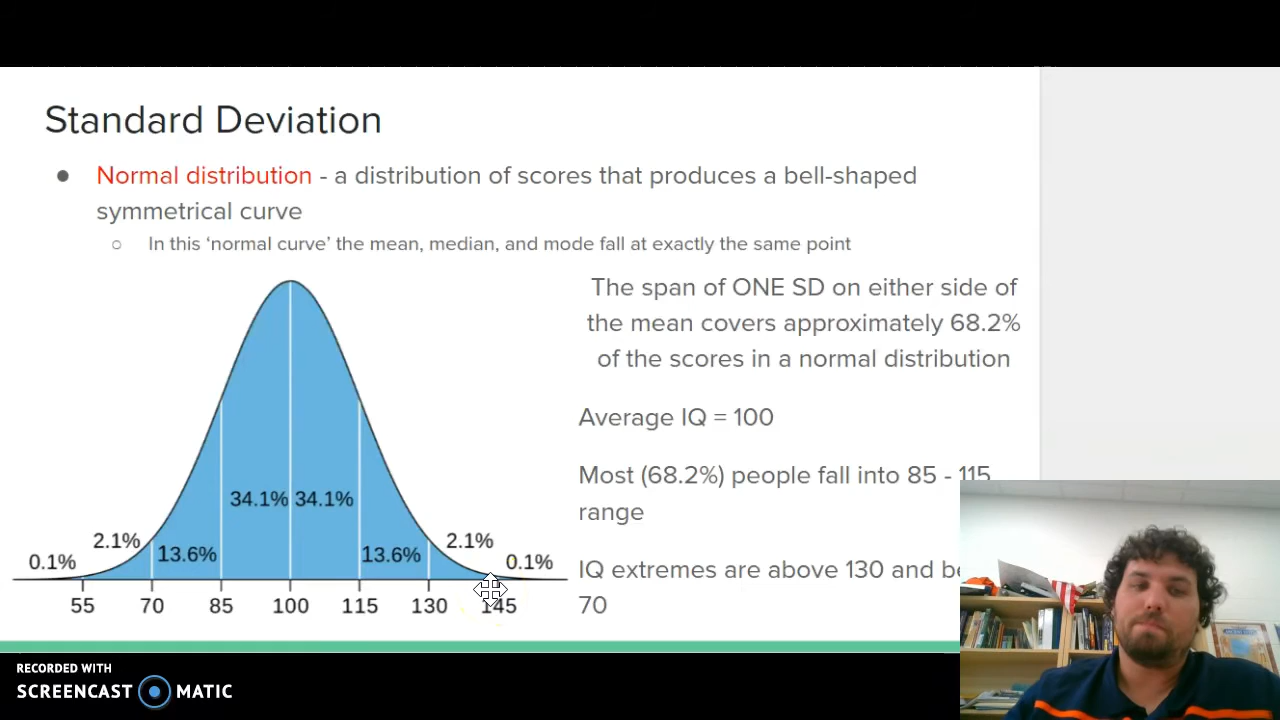 Standard Deviation
● Normal distribution - a distribution of scores that produces a bell-shaped
symmetrical curve
○ In this ‘normal curve’ the mean, median, and mode fall at exactly the same point
The span of ONE SD on either side of
the mean covers approximately 68.2%
of the scores in a normal distribution
Average IQ = 100
Most (68.2%) people fall into 85 - 115
range
IQ extremes are above 130 and be
70
34.1% 34.1%
2.1% 2.1%
13.6% 13.6%
0.1% 0.1%
55 70 85 100 115 130 145
RECORDED WITH
SCREENCAST MATIC